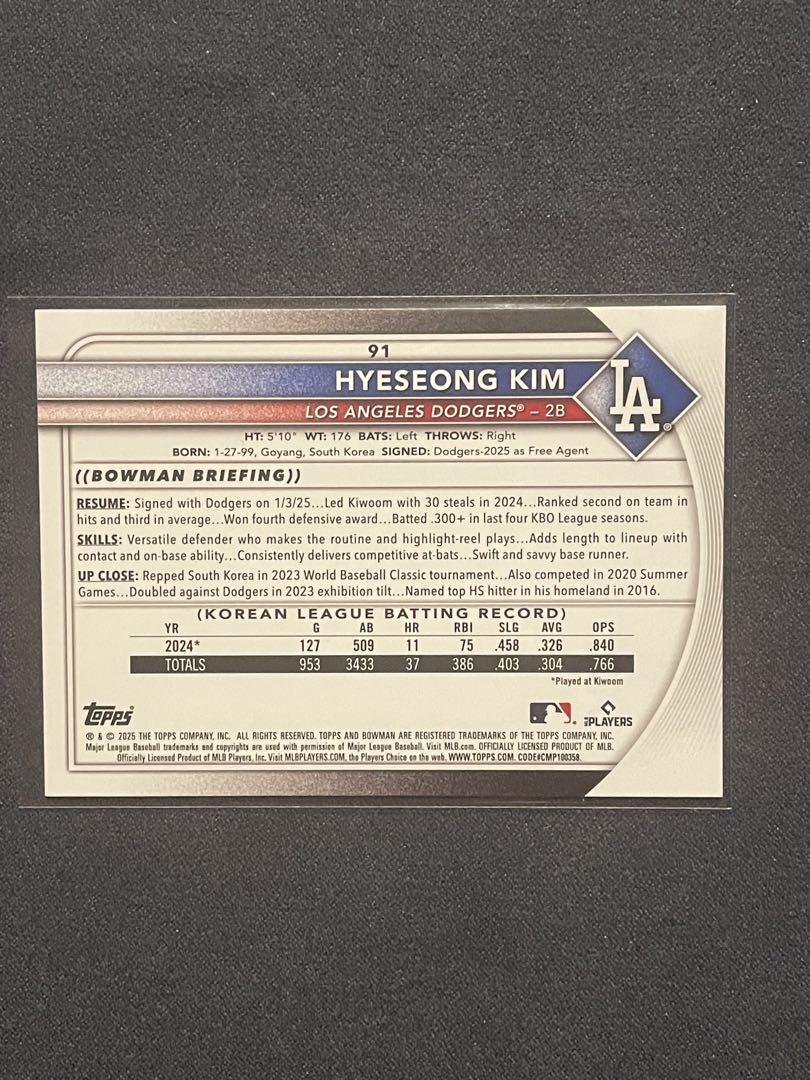 91
HYESEONG KIM
LA®
LOS ANGELES DODGERS® – 2B
HT: 5'10" WT: 176 BATS: Left THROWS: Right
BORN: 1-27-99, Goyang, South Korea SIGNED: Dodgers-2025 as Free Agent
((BOWMAN BRIEFING))
RESUME: Signed with Dodgers on 1/3/25...Led Kiwoom with 30 steals in 2024...Ranked second on team in
hits and third in average...Won fourth defensive award...Batted .300+ in last four KBO League seasons.
SKILLS: Versatile defender who makes the routine and highlight-reel plays...Adds length to lineup with
contact and on-base ability...Consistently delivers competitive at-bats...Swift and savvy base runner.
UP CLOSE: Repped South Korea in 2023 World Baseball Classic tournament...Also competed in 2020 Summer
Games...Doubled against Dodgers in 2023 exhibition tilt...Named top HS hitter in his homeland in 2016.
(KOREAN LEAGUE BATTING RECORD)
YR G AB HR RBI SLG AVG OPS
2024* 127 509 11 75 .458 .326 .840
TOTALS 953 3433 37 386 .403 .304 .766
*Played at Kiwoom
Topps MLB PLAYERS
® & © 2025 THE TOPPS COMPANY, INC. ALL RIGHTS RESERVED. TOPPS AND BOWMAN ARE REGISTERED TRADEMARKS OF THE TOPPS COMPANY, INC.
Major League Baseball trademarks and copyrights are used with permission of Major League Baseball. Visit MLB.com. OFFICIALLY LICENSED PRODUCT OF MLB.
Officially Licensed Product of MLB Players, Inc. Visit MLBPLAYERS.COM, the Players Choice on the web. WWW.TOPPS.COM. CODE#CMP100358.